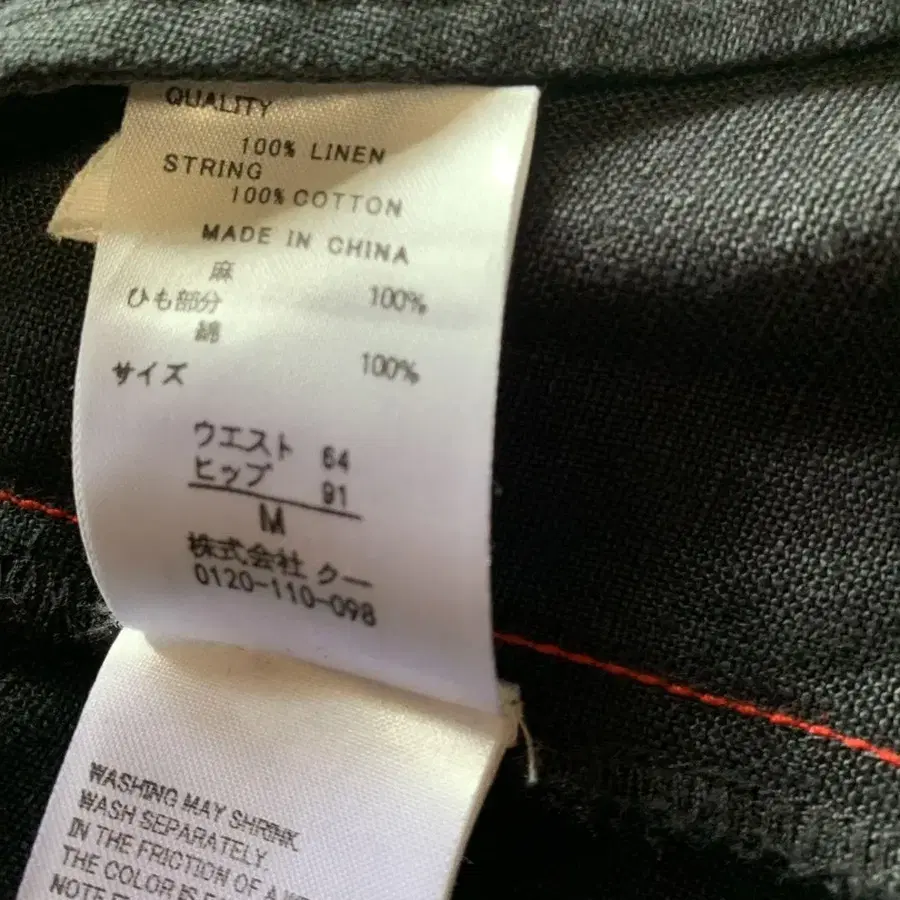 QUALITY
100% LINEN
STRING
100% COTTON
MADE IN CHINA
麻 100%
ひも部分
綿 100%
サイズ
ウエスト 64
ヒップ 91
M
株式会社 クー
0120-110-098
WASHING MAY SHRINK
WASH SEPARATELY
IN THE FRICTION OF
THE COLOR IS
NOTE